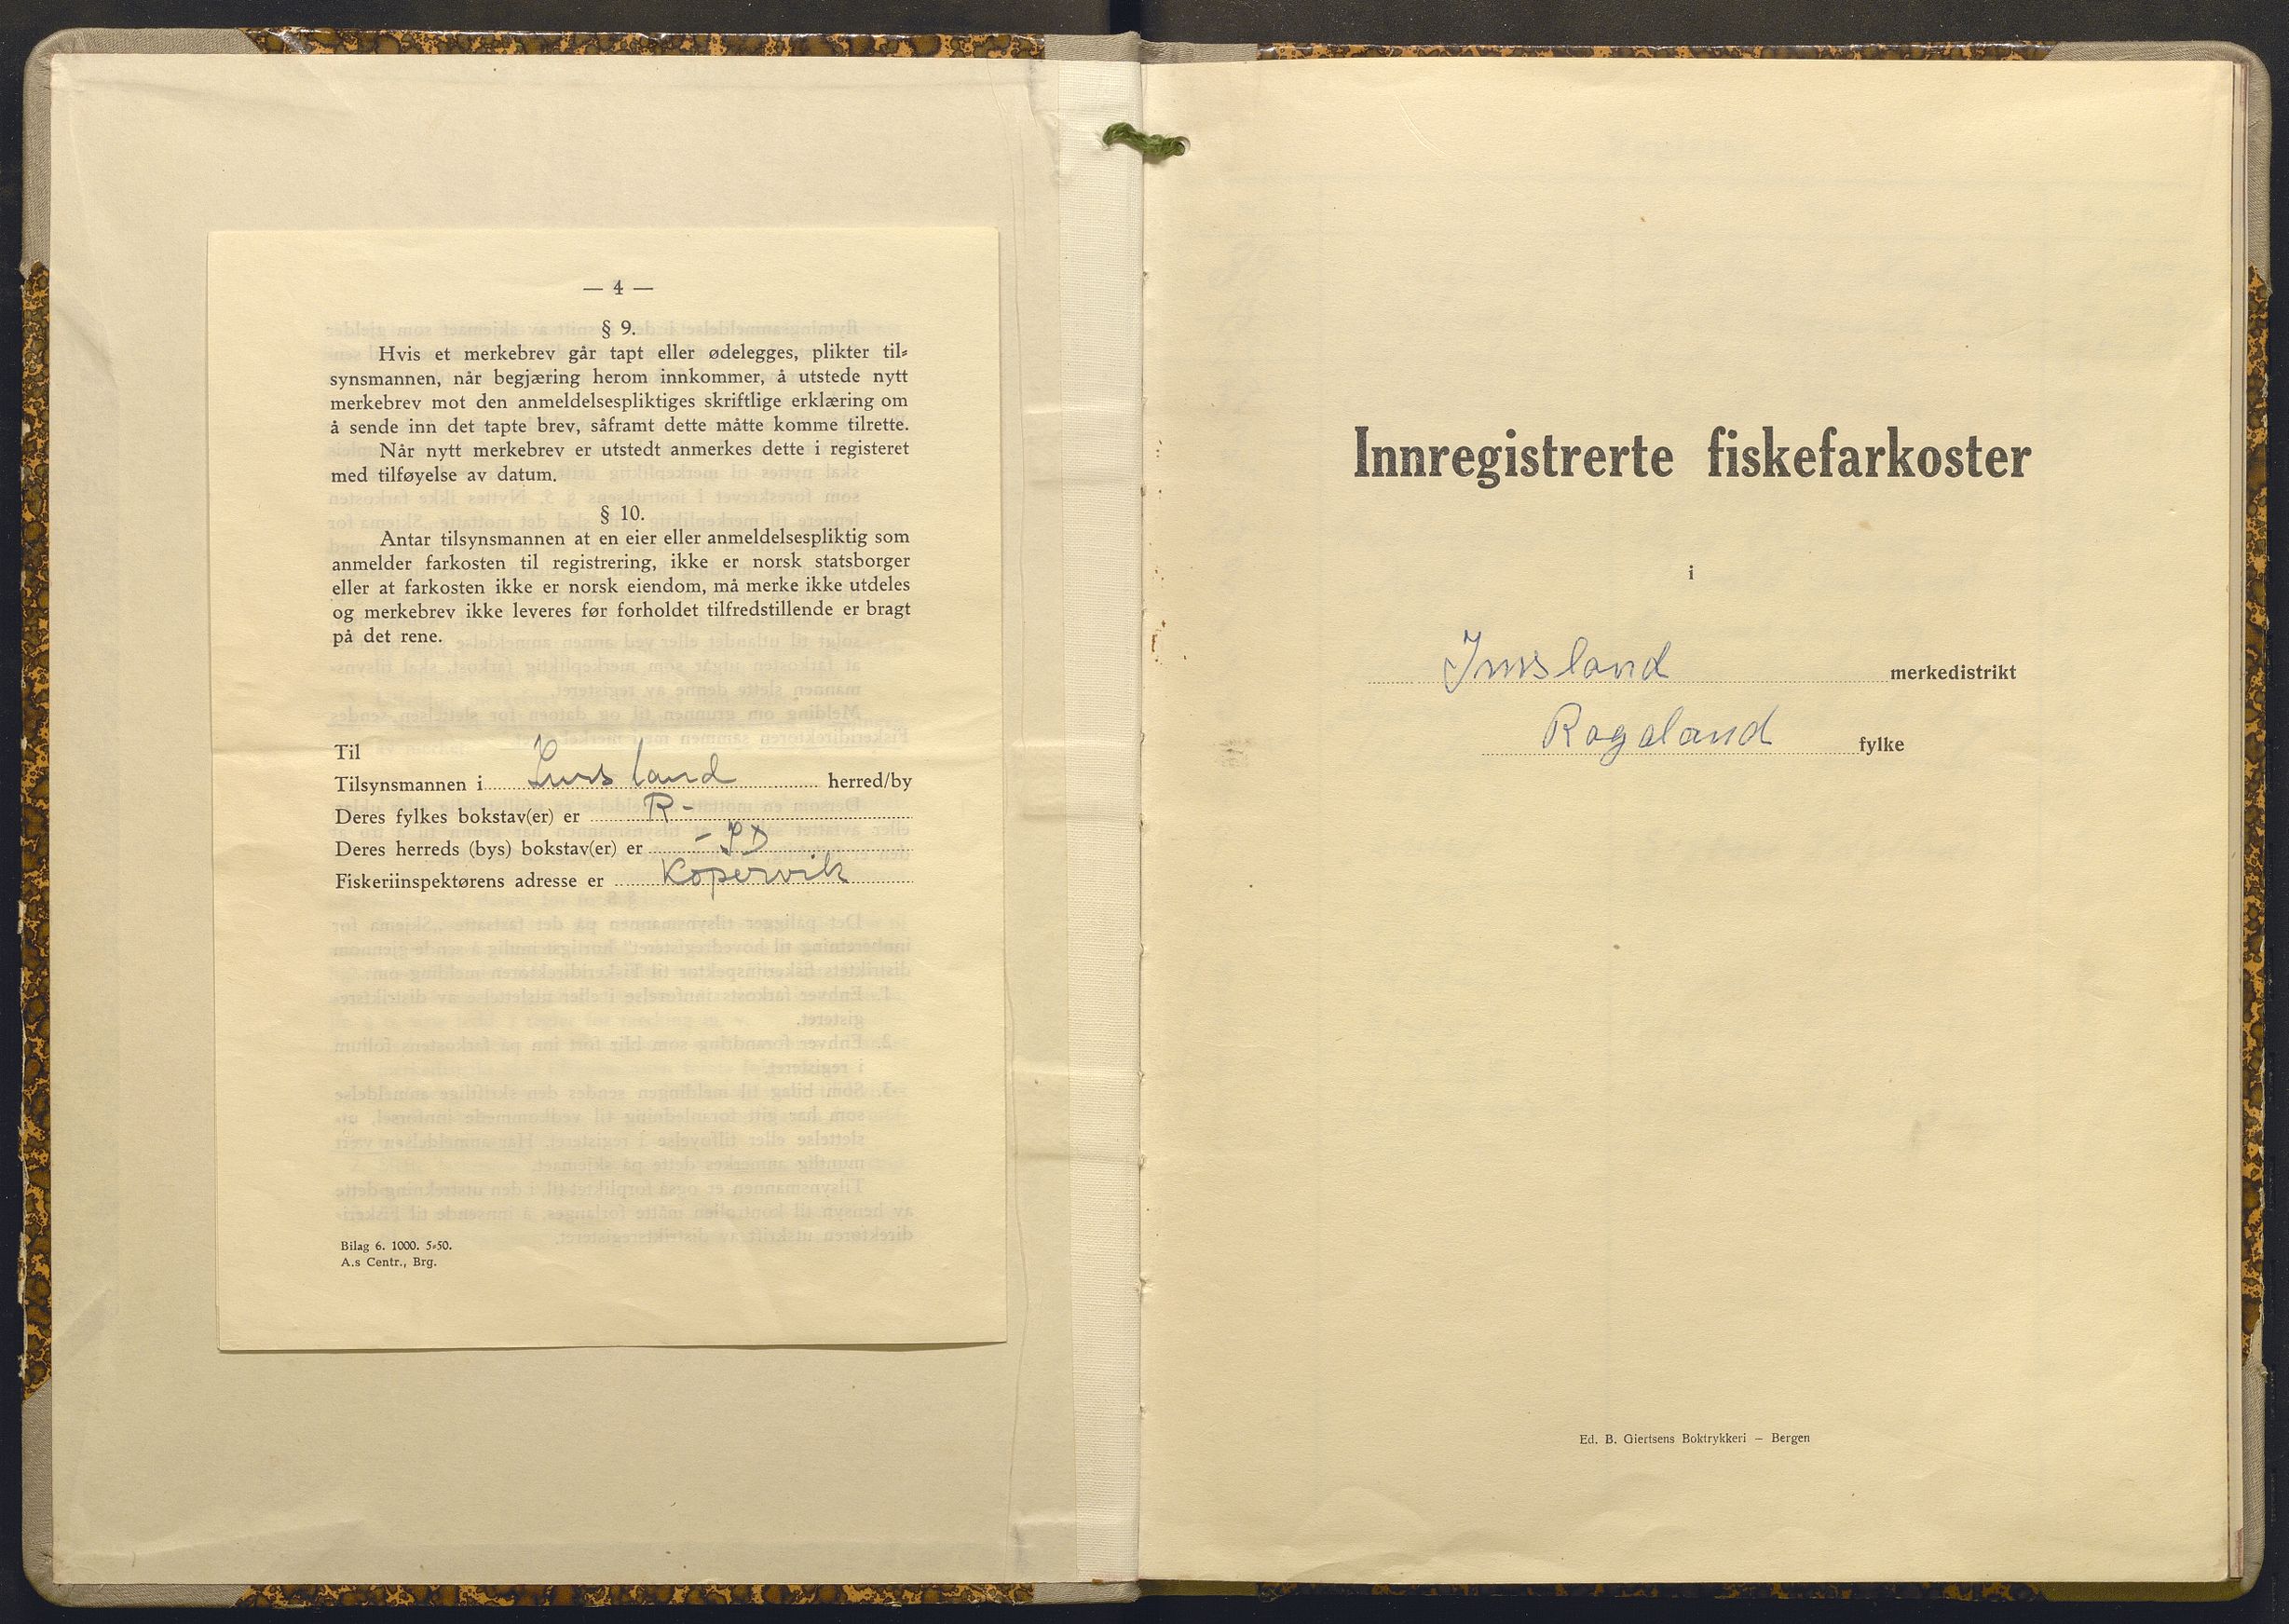 — 4 —
§ 9.
Hvis et merkebrev går tapt eller ødelegges, plikter til-
synsmannen, når begjæring herom innkommer, å utstede nytt
merkebrev mot den anmeldelsespliktiges skriftlige erklæring om
å sende inn det tapte brev, såframt dette måtte komme tilrette.
Når nytt merkebrev er utstedt anmerkes dette i registeret
med tilføyelse av datum.
§ 10.
Antar tilsynsmannen at en eier eller anmeldelsespliktig som
anmelder farkosten til registrering, ikke er norsk statsborger
eller at farkosten ikke er norsk eiendom, må merke ikke utdeles
og merkebrev ikke leveres før forholdet tilfredstillende er bragt
på det rene.
Til
Tilsynsmannen i Imsland herred/by
Deres fylkes bokstav(er) er R-
Deres herreds (bys) bokstav(er) er -ID
Fiskeriinspektørens adresse er Kopervik
Bilag 6. 1000. 5-50.
A.s Centr., Brg.
Innregistrerte fiskefarkoster
i
Imsland merkedistrikt
Rogaland fylke
Ed. B. Giertsens Boktrykkeri — Bergen